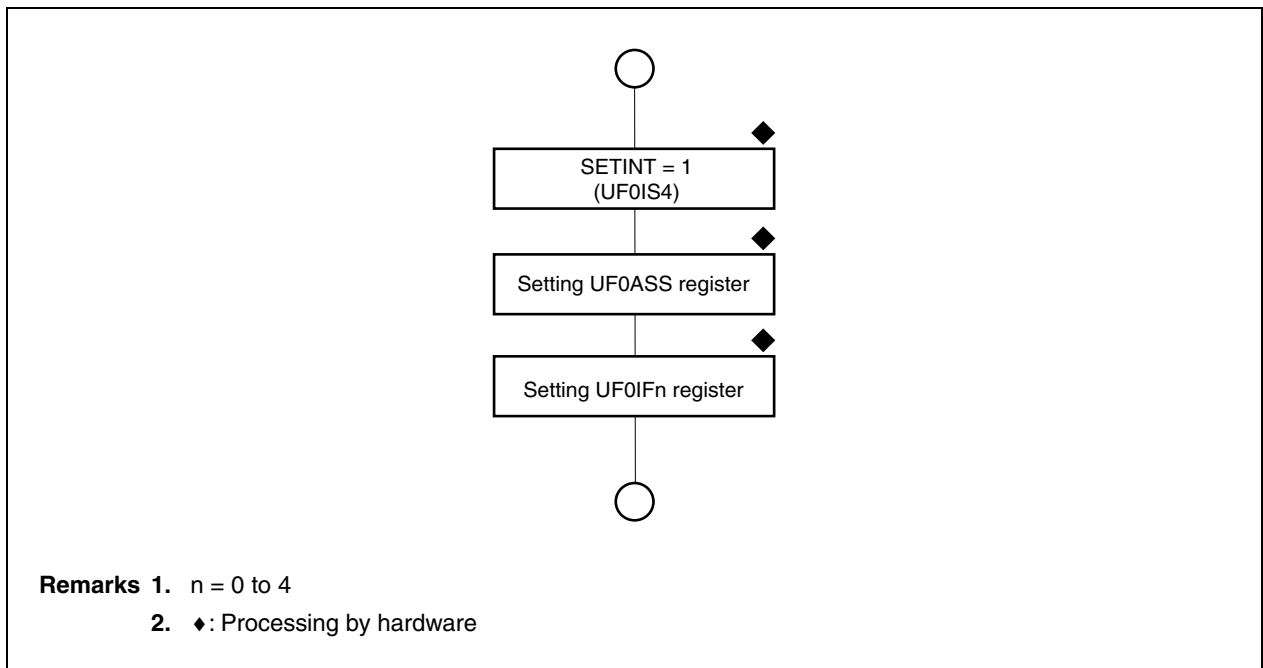 SETINT = 1
(UF0IS4)
Setting UF0ASS register
Setting UF0IFn register
Remarks 1. n = 0 to 4
2. ♦: Processing by hardware